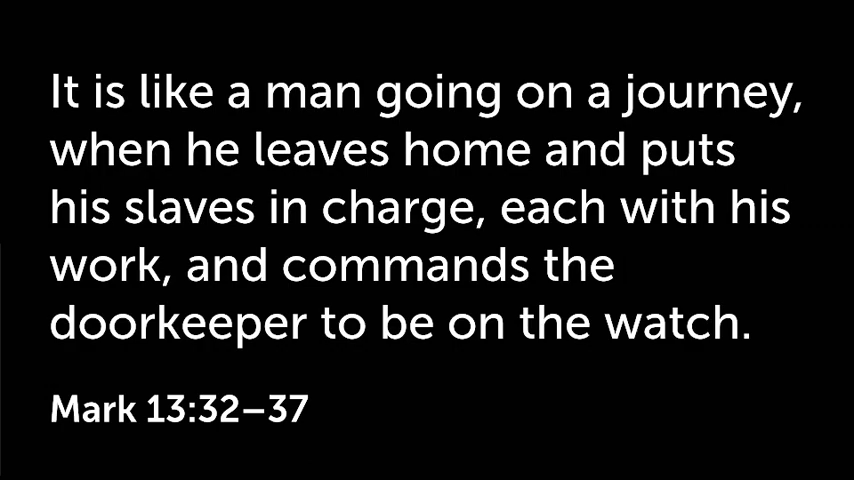 It is like a man going on a journey,
when he leaves home and puts
his slaves in charge, each with his
work, and commands the
doorkeeper to be on the watch.
Mark 13:32–37